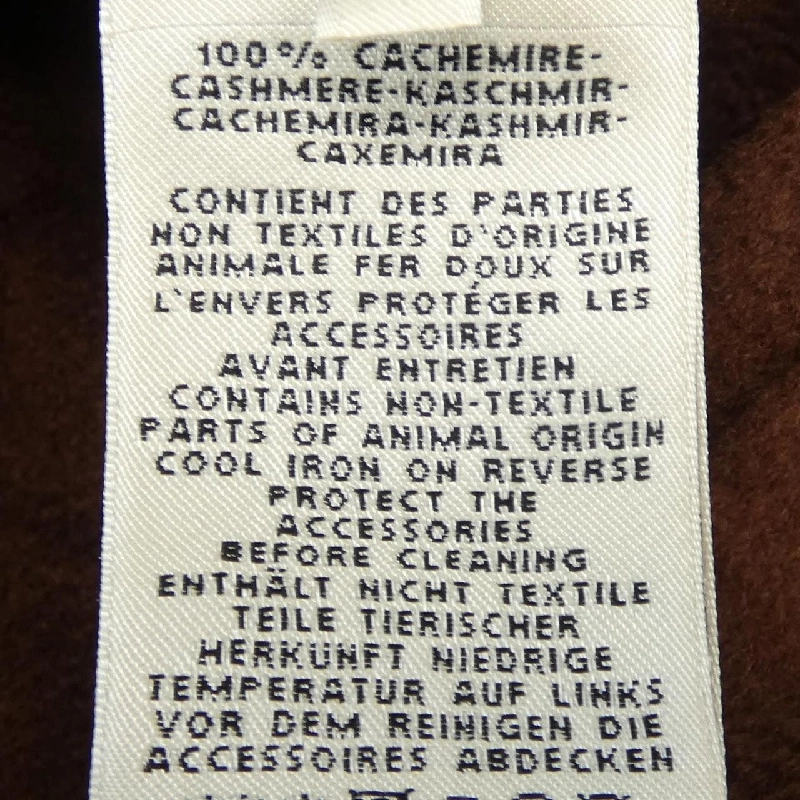 100% CACHEMIRE-
CASHMERE-KASCHMIR-
CACHEMIRA-KASHMIR-
CAXEMIRA
CONTIENT DES PARTIES
NON TEXTILES D'ORIGINE
ANIMALE FER DOUX SUR
L'ENVERS PROTÉGER LES
ACCESSOIRES
AVANT ENTRETIEN
CONTAINS NON-TEXTILE
PARTS OF ANIMAL ORIGIN
COOL IRON ON REVERSE
PROTECT THE
ACCESSORIES
BEFORE CLEANING
ENTHÄLT NICHT TEXTILE
TEILE TIERISCHER
HERKUNFT NIEDRIGE
TEMPERATUR AUF LINKS
VOR DEM REINIGEN DIE
ACCESSOIRES ABDECKEN